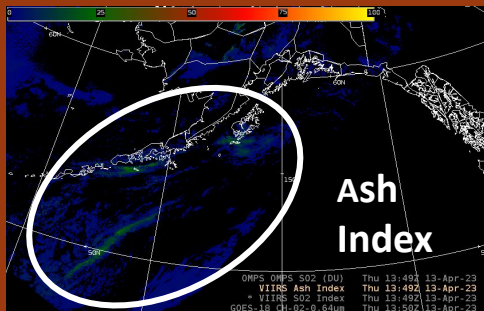 0 25 50 75 100
60N
60N
150
50N
Ash
Index
OMPS OMPS SO2 (DU) Thu 13:49Z 13-Apr-23
VIIRS Ash Index Thu 13:49Z 13-Apr-23
* VIIRS SO2 Index Thu 13:49Z 13-Apr-23
GOES-18 CH-02-0.64um Thu 13:50Z 13-Apr-23